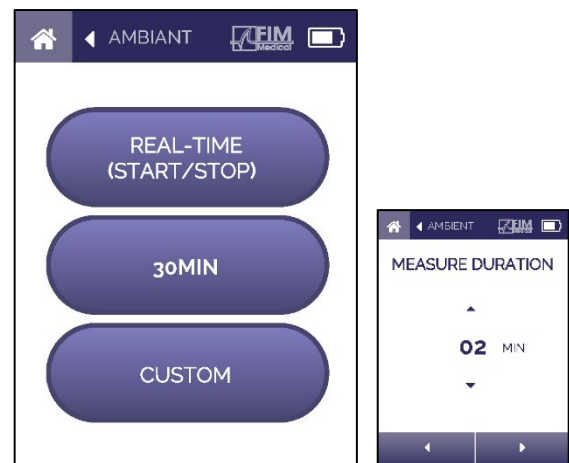 AMBIANT
FIM
Medical
REAL-TIME
(START/STOP)
30MIN
CUSTOM
AMBIENT
FIM
MEASURE DURATION
02 MIN